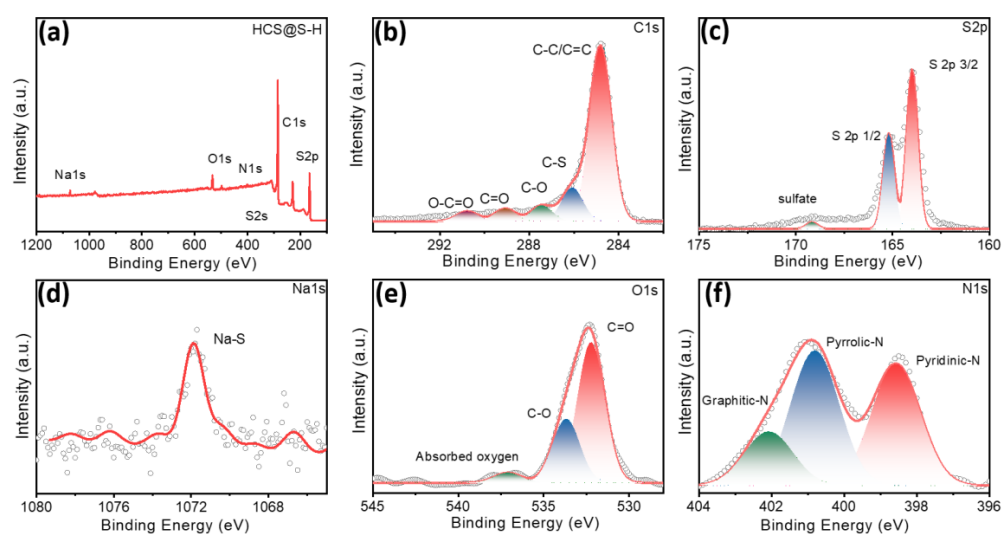 (a)
HCS@S-H
Intensity (a.u.)
Na1s
O1s
N1s
C1s
S2p
S2s
1200 1000 800 600 400 200
Binding Energy (eV)
(b)
C1s
Intensity (a.u.)
C-C/C=C
C-S
C-O
C=O
O-C=O
292 288 284
Binding Energy (eV)
(c)
S2p
Intensity (a.u.)
S 2p 3/2
S 2p 1/2
sulfate
175 170 165 160
Binding Energy (eV)
(d)
Na1s
Intensity (a.u.)
Na-S
1080 1076 1072 1068
Binding Energy (eV)
(e)
O1s
Intensity (a.u.)
C=O
C-O
Absorbed oxygen
545 540 535 530
Binding Energy (eV)
(f)
N1s
Intensity (a.u.)
Pyrrolic-N
Pyridinic-N
Graphitic-N
404 402 400 398 396
Binding Energy (eV)